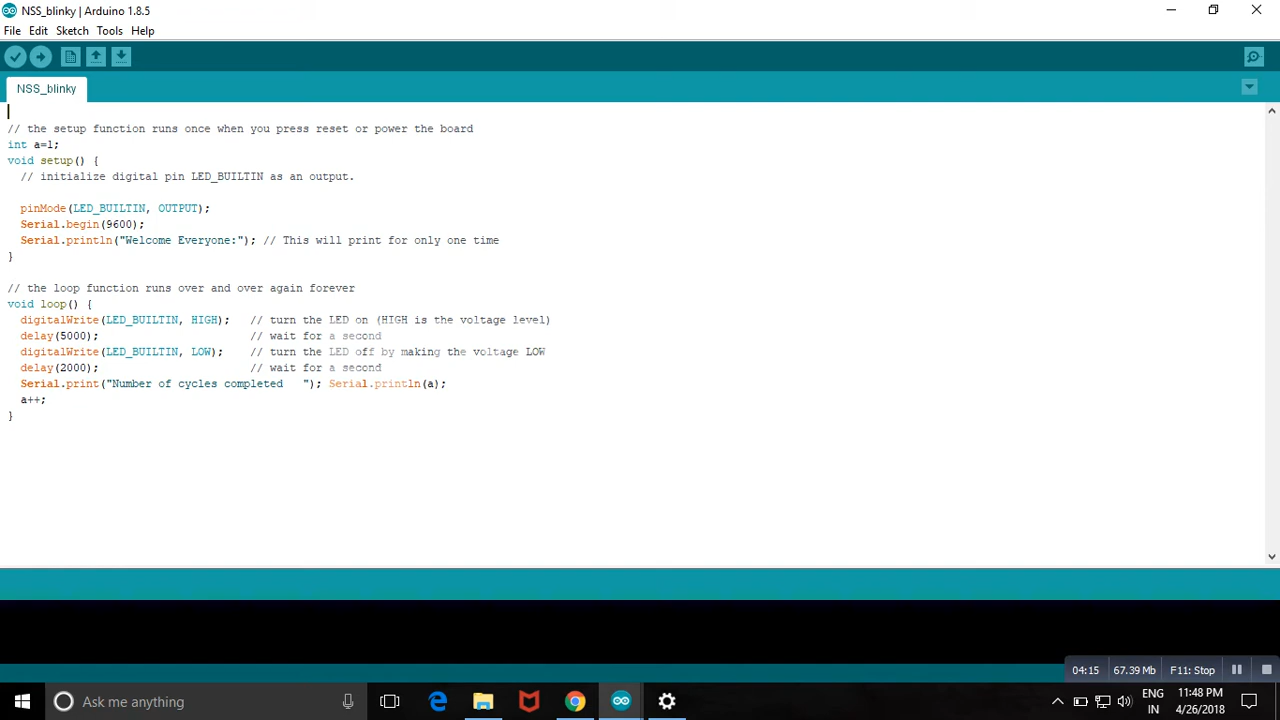 NSS_blinky | Arduino 1.8.5
File Edit Sketch Tools Help
NSS_blinky
// the setup function runs once when you press reset or power the board
int a=1;
void setup() {
  // initialize digital pin LED_BUILTIN as an output.
  pinMode(LED_BUILTIN, OUTPUT);
  Serial.begin(9600);
  Serial.println("Welcome Everyone:"); // This will print for only one time
}
// the loop function runs over and over again forever
void loop() {
  digitalWrite(LED_BUILTIN, HIGH);   // turn the LED on (HIGH is the voltage level)
  delay(5000);                       // wait for a second
  digitalWrite(LED_BUILTIN, LOW);    // turn the LED off by making the voltage LOW
  delay(2000);                       // wait for a second
  Serial.print("Number of cycles completed   "); Serial.println(a);
  a++;
}
04:15 67.39 Mb F11: Stop
Ask me anything
ENG 11:48 PM
IN 4/26/2018